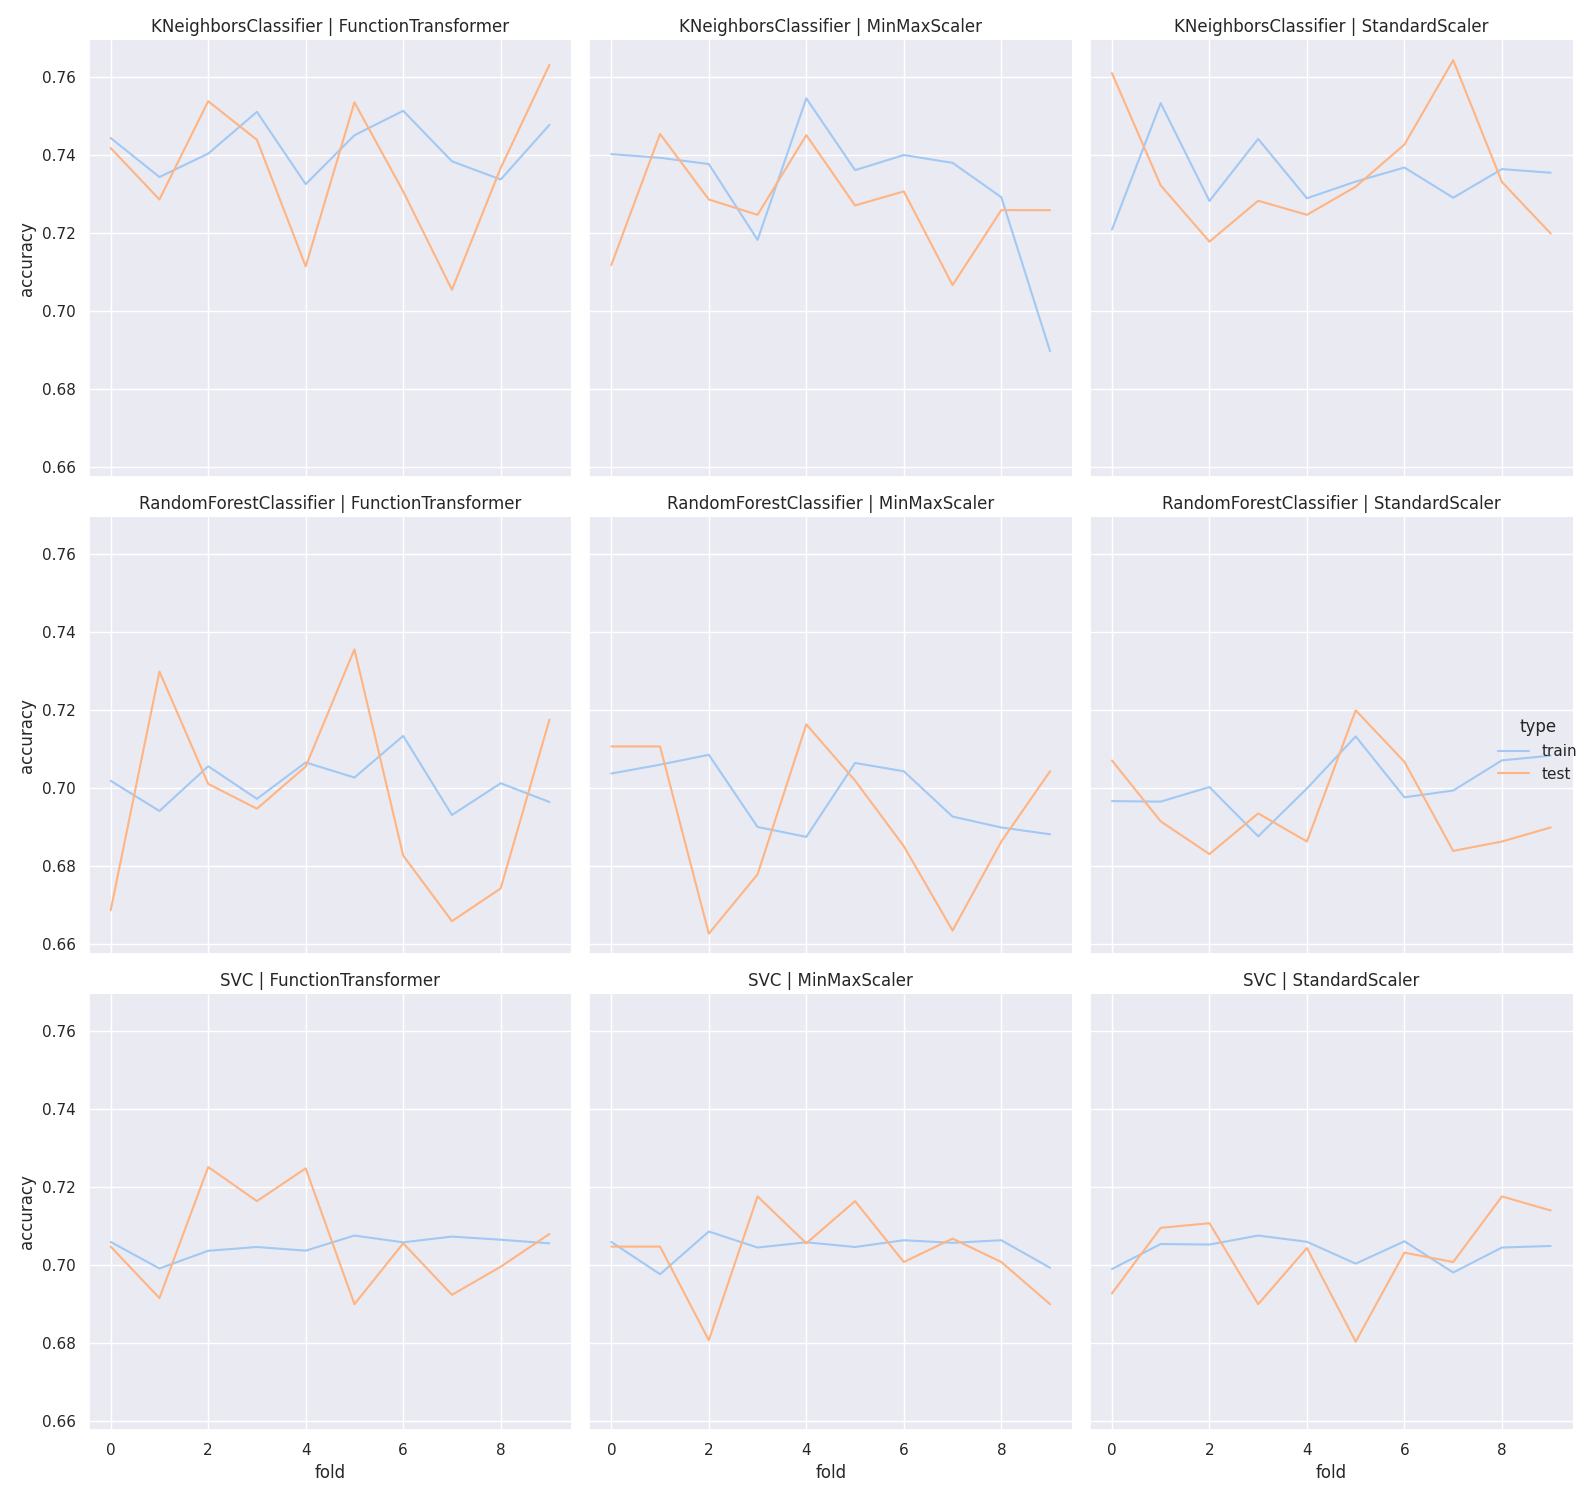 KNeighborsClassifier | FunctionTransformer
KNeighborsClassifier | MinMaxScaler
KNeighborsClassifier | StandardScaler
0.76
0.74
0.72
0.70
0.68
0.66
accuracy
RandomForestClassifier | FunctionTransformer
RandomForestClassifier | MinMaxScaler
RandomForestClassifier | StandardScaler
0.76
0.74
0.72
0.70
0.68
0.66
accuracy
type
train
test
SVC | FunctionTransformer
SVC | MinMaxScaler
SVC | StandardScaler
0.76
0.74
0.72
0.70
0.68
0.66
accuracy
0 2 4 6 8
0 2 4 6 8
0 2 4 6 8
fold
fold
fold